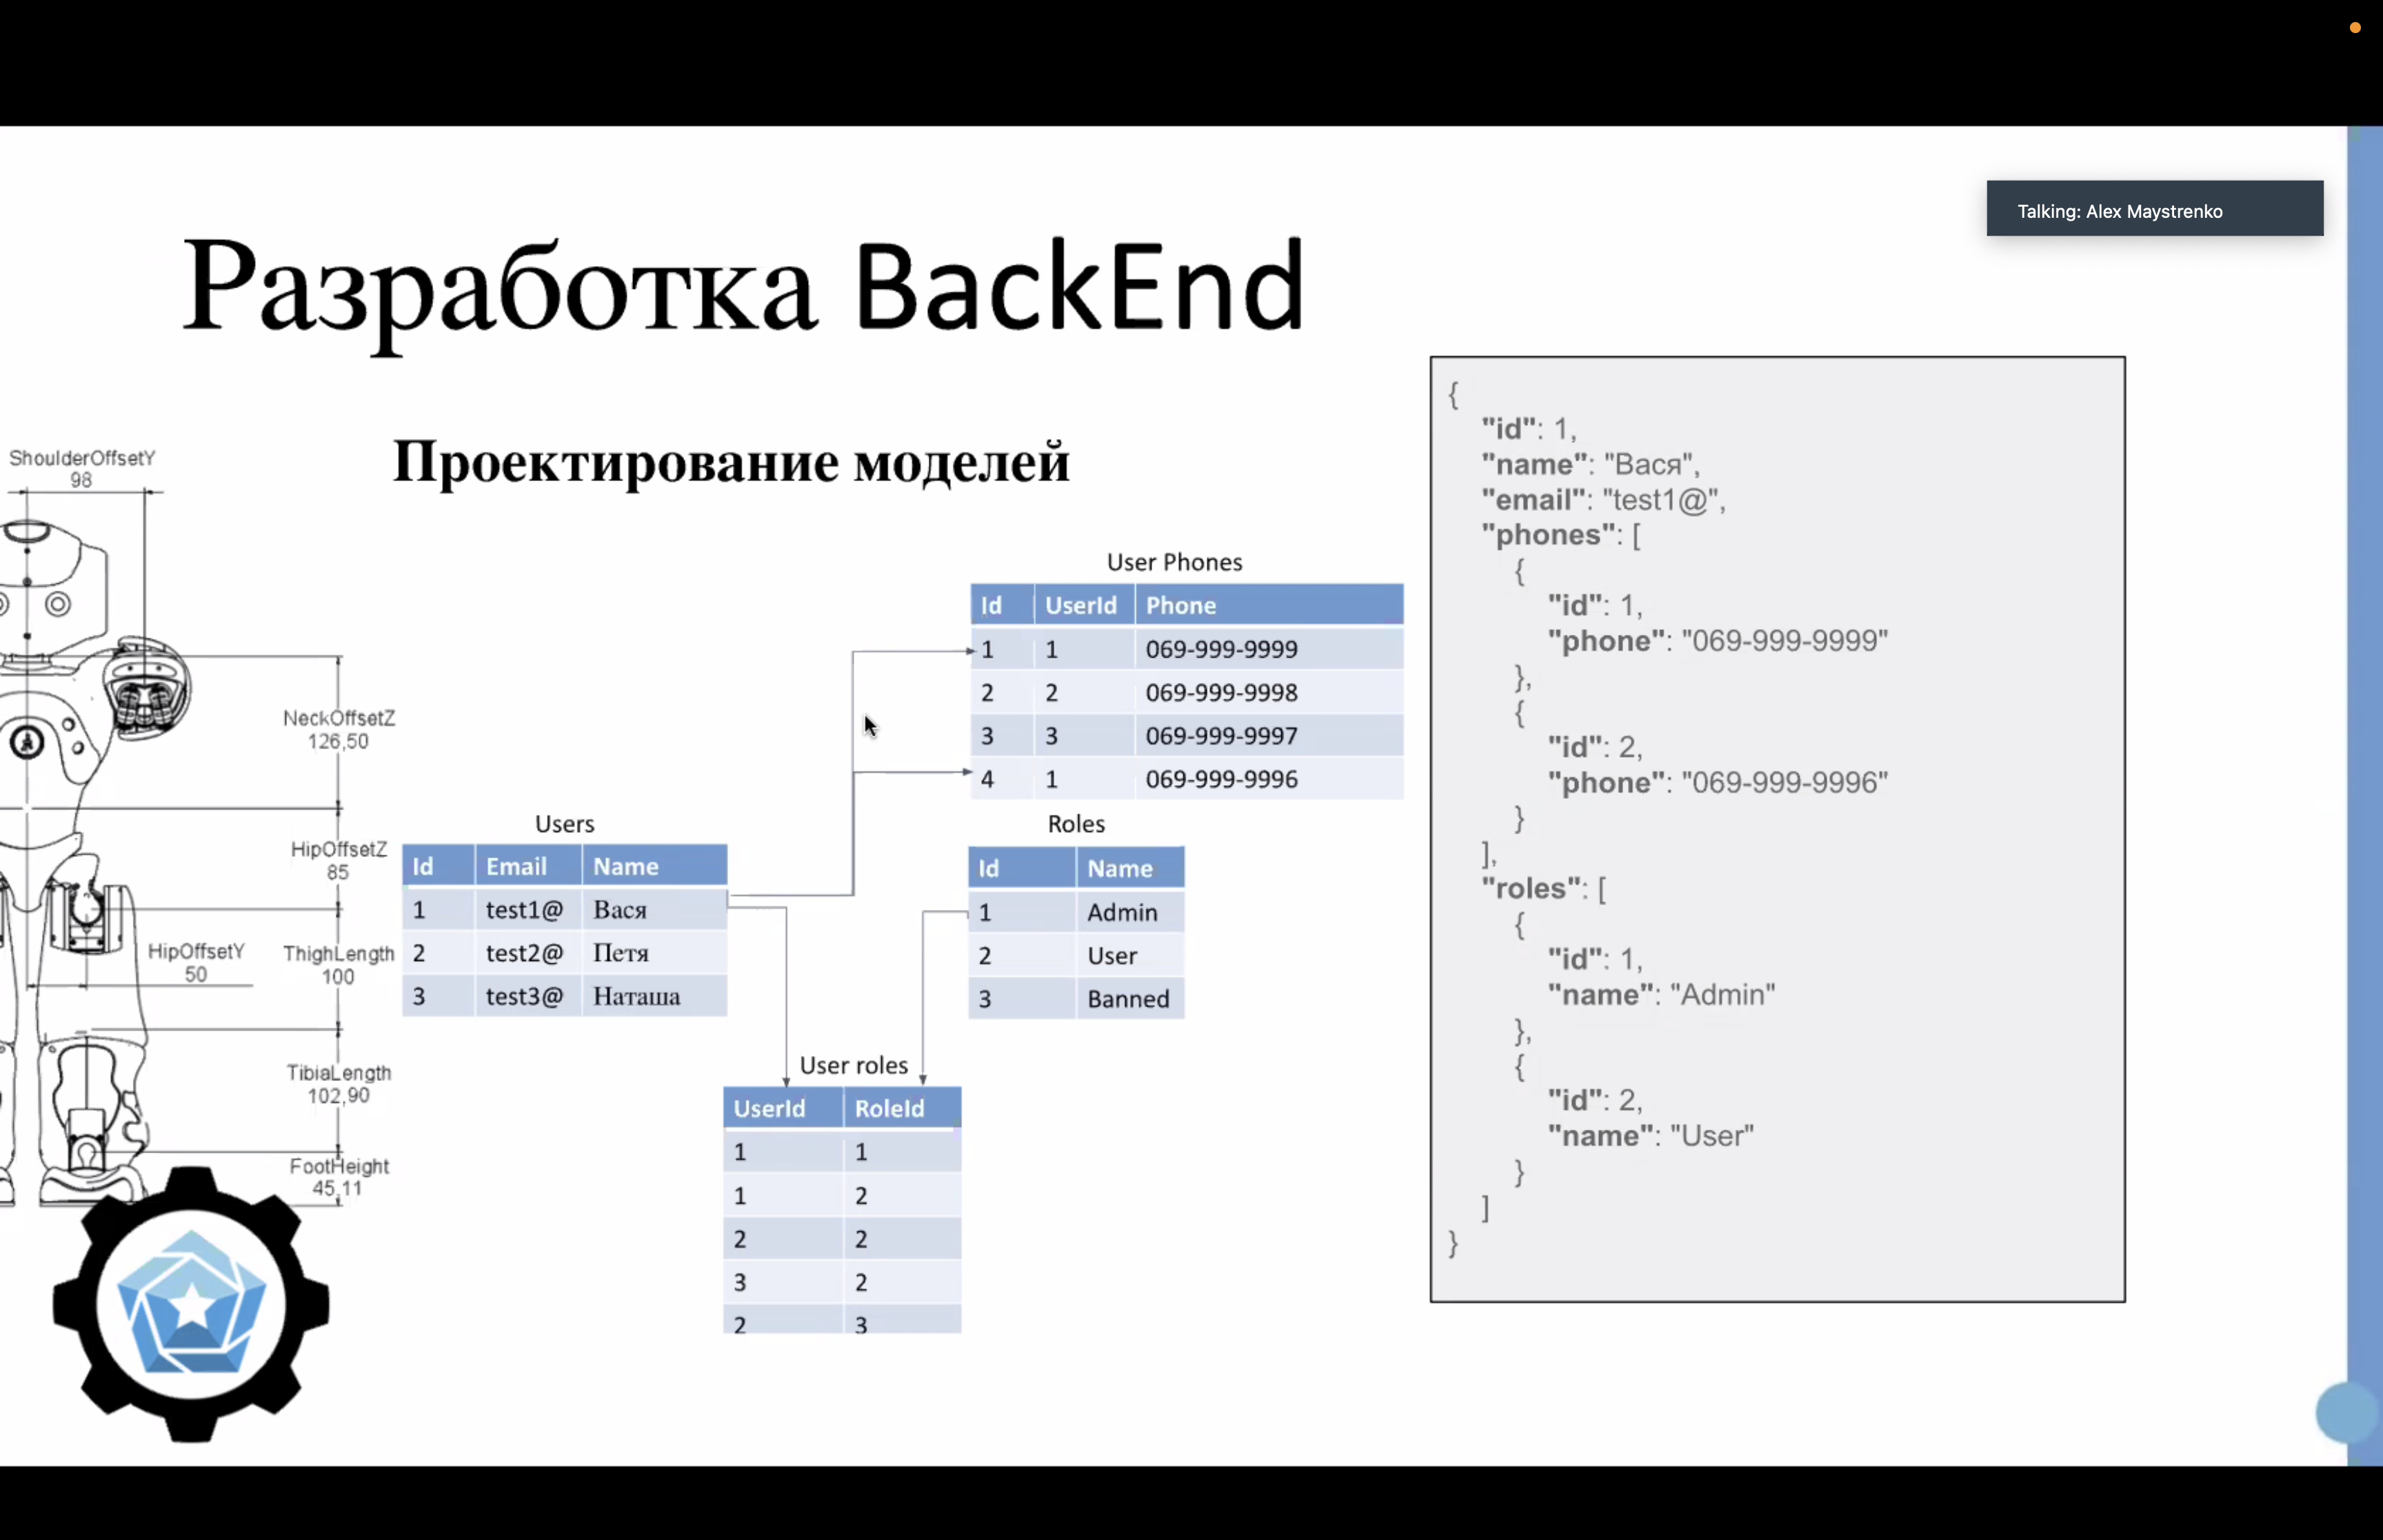 Talking: Alex Maystrenko
Разработка BackEnd
Проектирование моделей
ShoulderOffsetY
98
NeckOffsetZ
126,50
HipOffsetZ
85
HipOffsetY
50
ThighLength
100
TibiaLength
102,90
FootHeight
45,11
User Phones
Id UserId Phone
1 1 069-999-9999
2 2 069-999-9998
3 3 069-999-9997
4 1 069-999-9996
Users
Id Email Name
1 test1@ Вася
2 test2@ Петя
3 test3@ Наташа
Roles
Id Name
1 Admin
2 User
3 Banned
User roles
UserId RoleId
1 1
1 2
2 2
3 2
2 3
{
"id": 1,
"name": "Вася",
"email": "test1@",
"phones": [
{
"id": 1,
"phone": "069-999-9999"
},
{
"id": 2,
"phone": "069-999-9996"
}
],
"roles": [
{
"id": 1,
"name": "Admin"
},
{
"id": 2,
"name": "User"
}
]
}